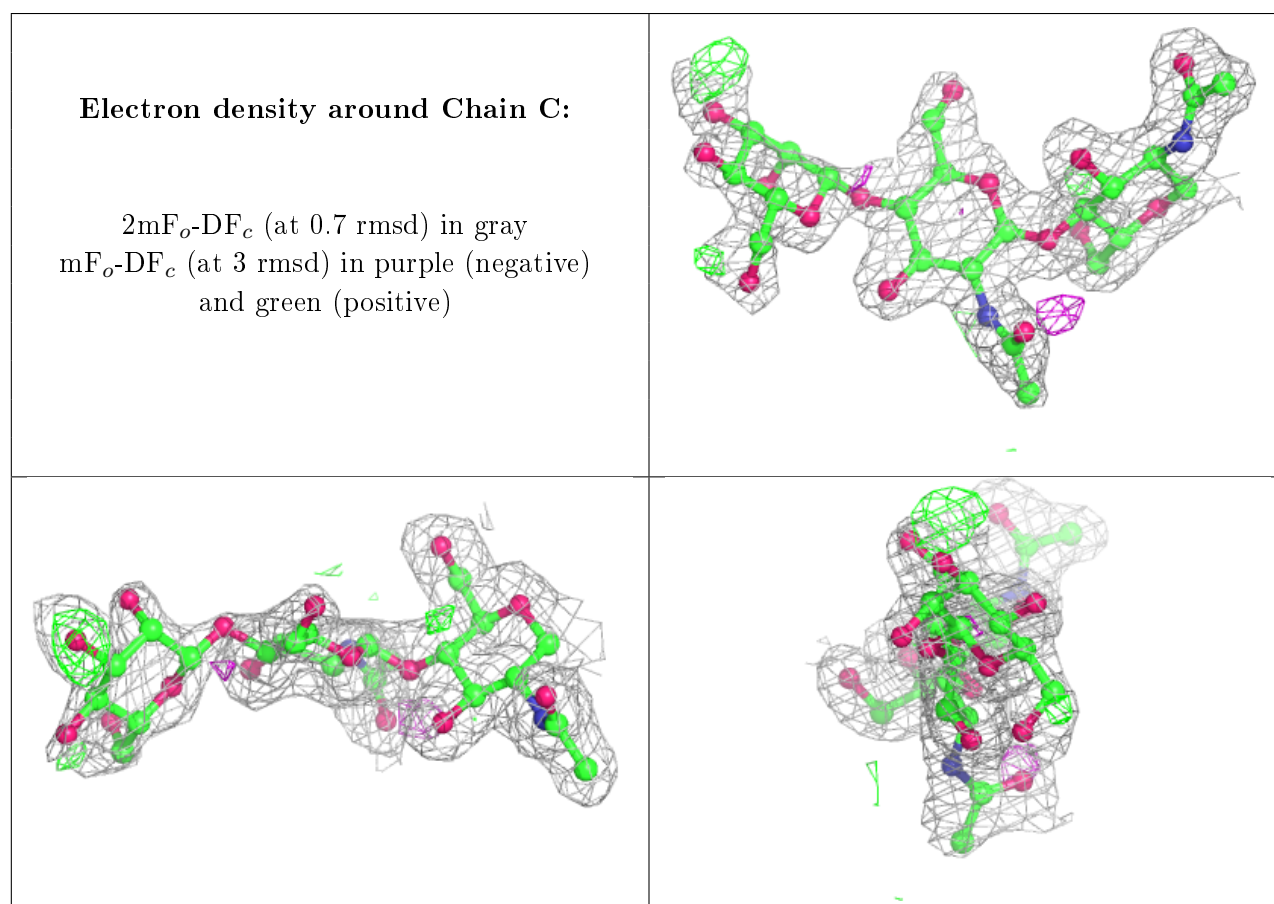 Electron density around Chain C:
2mFₒ-DF𝑐 (at 0.7 rmsd) in gray
mFₒ-DF𝑐 (at 3 rmsd) in purple (negative)
and green (positive)